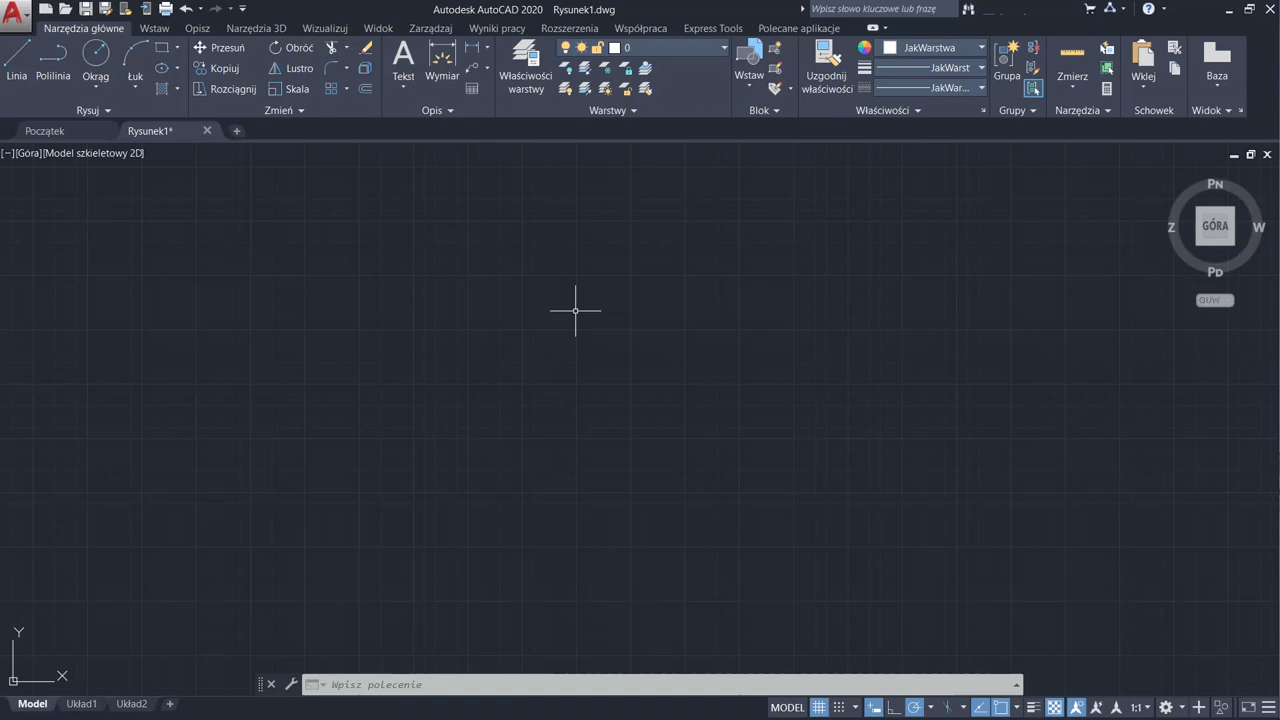 Autodesk AutoCAD 2020 Rysunek1.dwg
Wpisz słowo kluczowe lub frazę
Narzędzia główne Wstaw Opisz Narzędzia 3D Wizualizuj Widok Zarządzaj Wyniki pracy Rozszerzenia Współpraca Express Tools Polecane aplikacje
Linia Polilinia Okrąg Łuk
Przesuń Obróć
Kopiuj Lustro
Rozciągnij Skala
Tekst Wymiar
Właściwości warstwy
0
Wstaw
Uzgodnij właściwości
JakWarstwa
JakWarst
JakWar...
Grupa
Zmierz
Wklej
Baza
Rysuj Zmień Opis Warstwy Blok Właściwości Grupy Narzędzia Schowek Widok
Początek Rysunek1*
[−][Góra][Model szkieletowy 2D]
PN
Z GÓRA W
PD
GUW
Y
X
Wpisz polecenie
Model Układ1 Układ2
MODEL 1:1